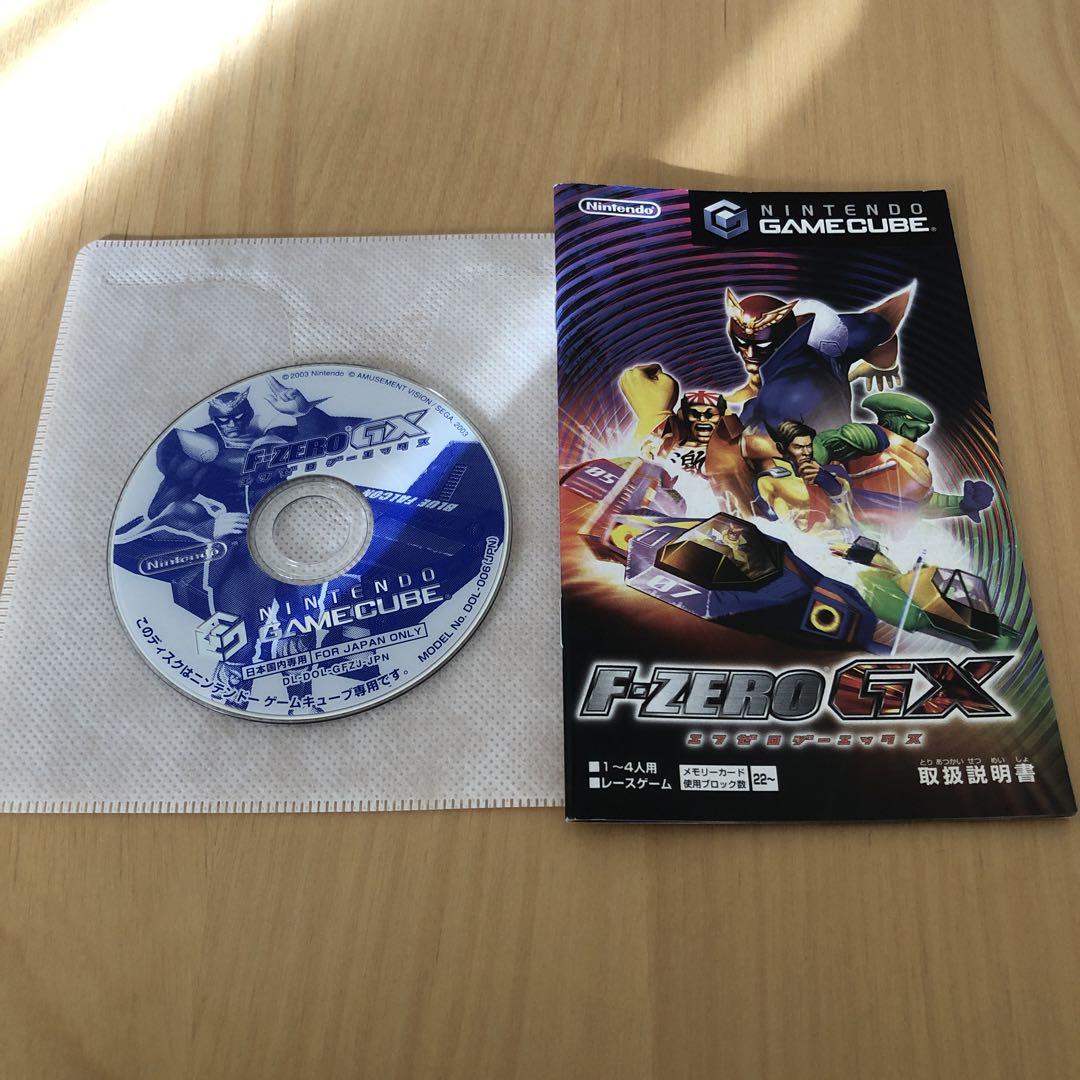 ©2003 Nintendo © AMUSEMENT VISION/SEGA, 2003
F-ZERO GX
エフゼロ ジーエックス
BLUE FALCON
Nintendo
NINTENDO
GAMECUBE
日本国内専用 FOR JAPAN ONLY
DL-DOL-GFZJ-JPN
MODEL No. DOL-006(JPN)
このディスクはニンテンドー ゲームキューブ専用です。
Nintendo
NINTENDO
GAMECUBE®
05
07
F-ZERO GX
エフゼロ ジーエックス
■1～4人用
■レースゲーム
メモリーカード
使用ブロック数
22～
とり あつかい せつ めい しょ
取扱説明書